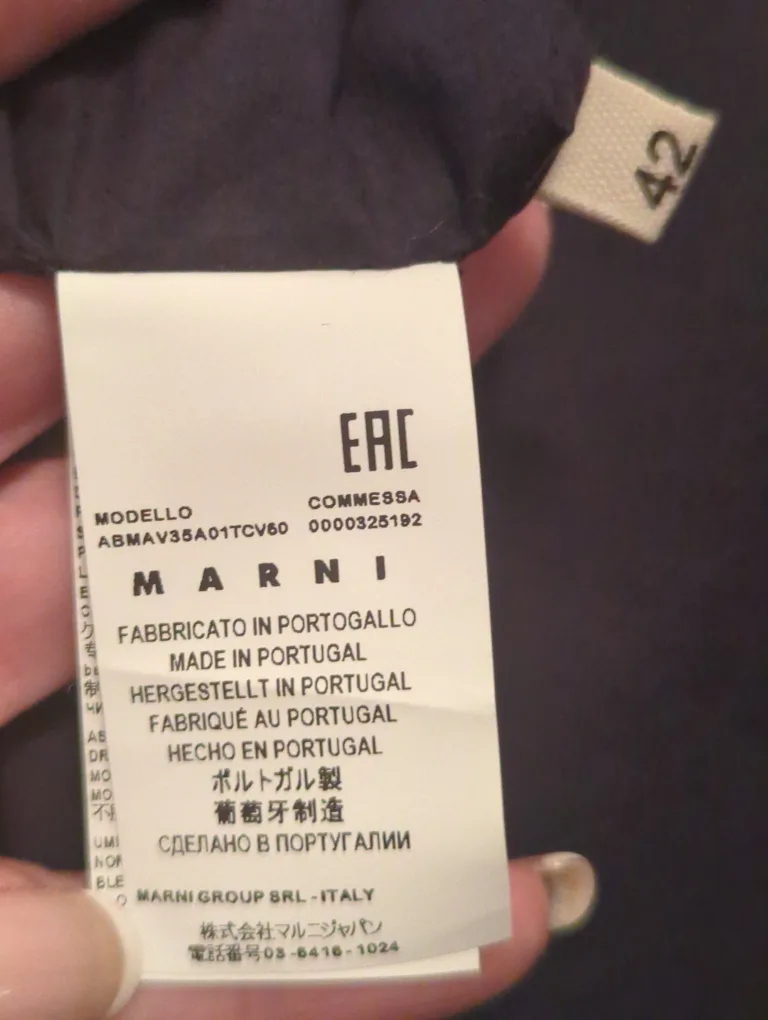 42
EAC
MODELLO COMMESSA
ABMAV35A01TCV60 0000325192
MARNI
FABBRICATO IN PORTOGALLO
MADE IN PORTUGAL
HERGESTELLT IN PORTUGAL
FABRIQUÉ AU PORTUGAL
HECHO EN PORTUGAL
ポルトガル製
葡萄牙制造
СДЕЛАНО В ПОРТУГАЛИИ
MARNI GROUP SRL - ITALY
株式会社マルニジャパン
電話番号03-6416-1024